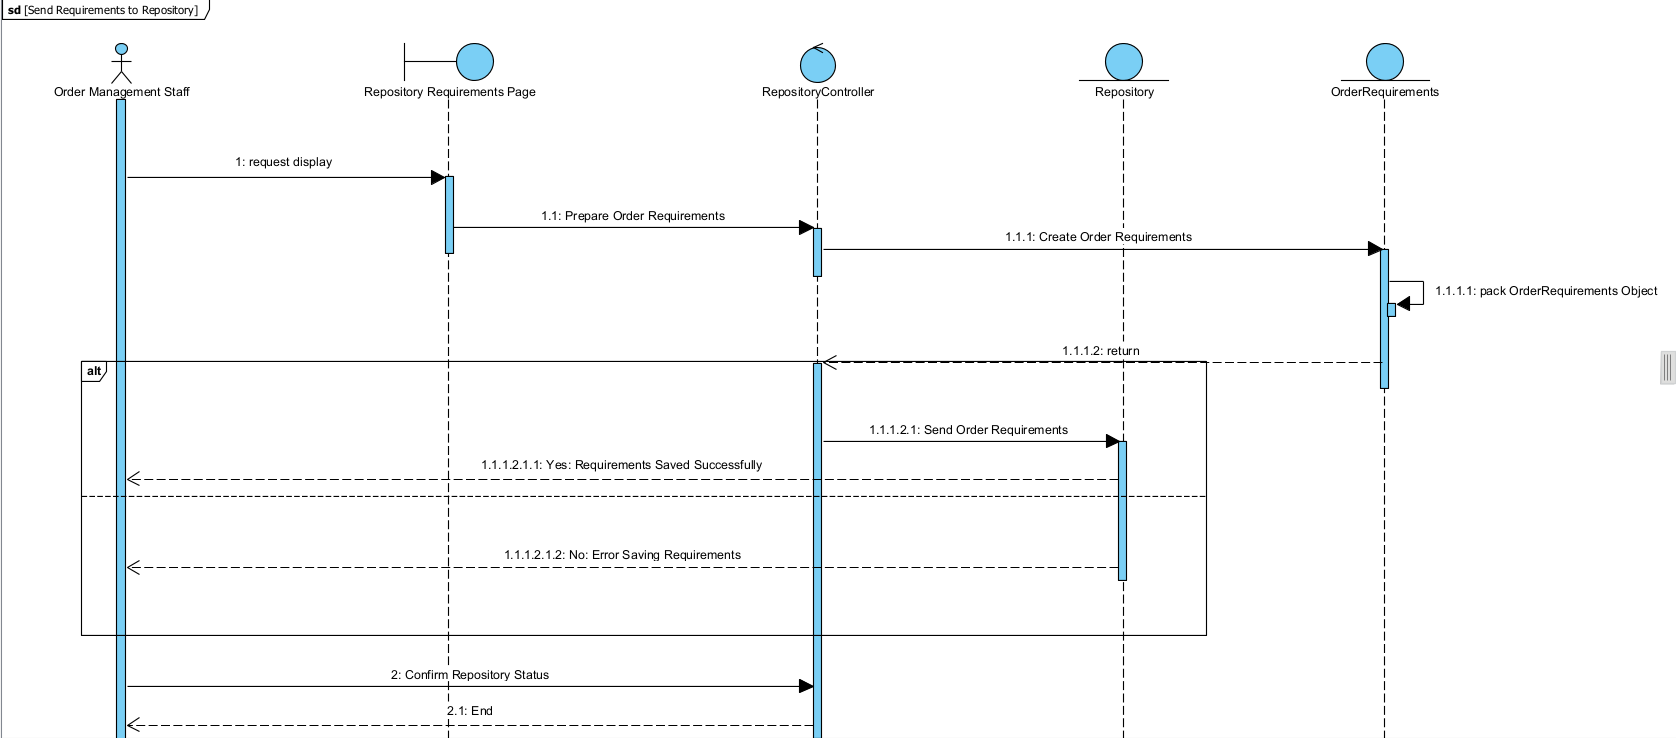 sd [Send Requirements to Repository]
Order Management Staff
Repository Requirements Page
RepositoryController
Repository
OrderRequirements
1: request display
1.1: Prepare Order Requirements
1.1.1: Create Order Requirements
1.1.1.1: pack OrderRequirements Object
1.1.1.2: return
alt
1.1.1.2.1: Send Order Requirements
1.1.1.2.1.1: Yes: Requirements Saved Successfully
1.1.1.2.1.2: No: Error Saving Requirements
2: Confirm Repository Status
2.1: End